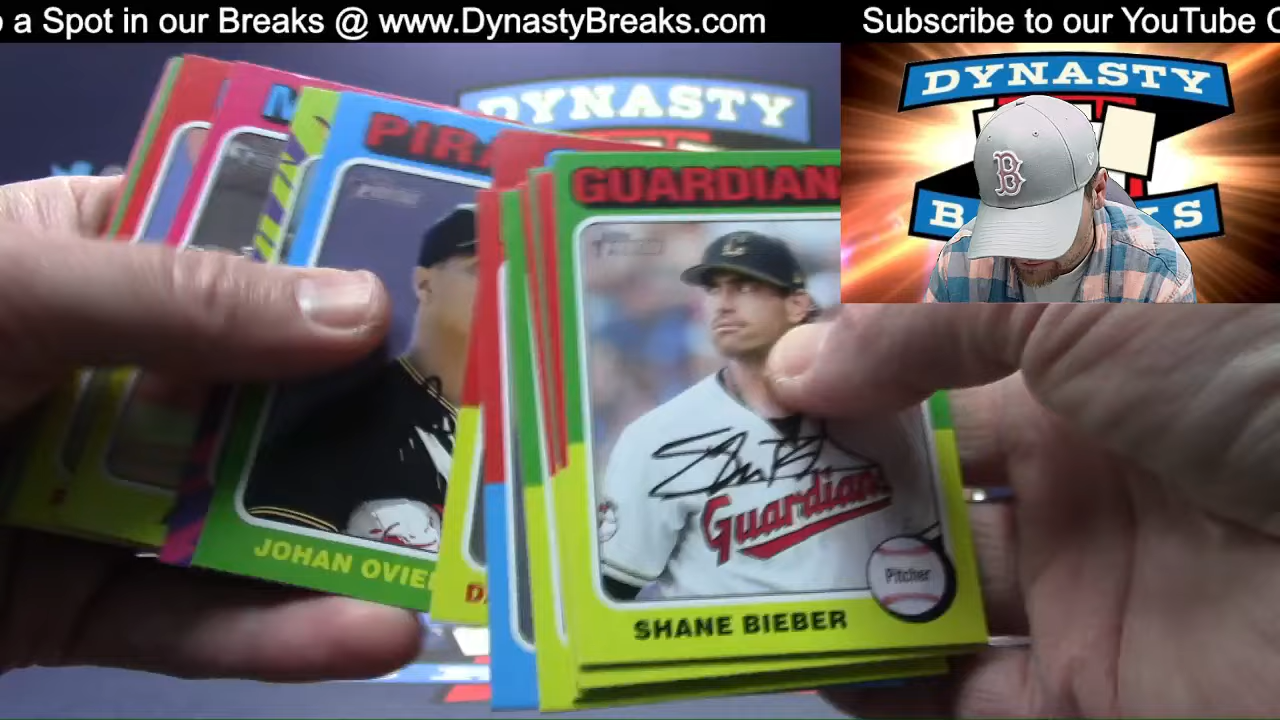 o a Spot in our Breaks @ www.DynastyBreaks.com
Subscribe to our YouTube C
DYNASTY
DYNASTY
B
B
KS
M
PIRA
GUARDIAN
Guardians
Pitcher
JOHAN OVIE
D
SHANE BIEBER